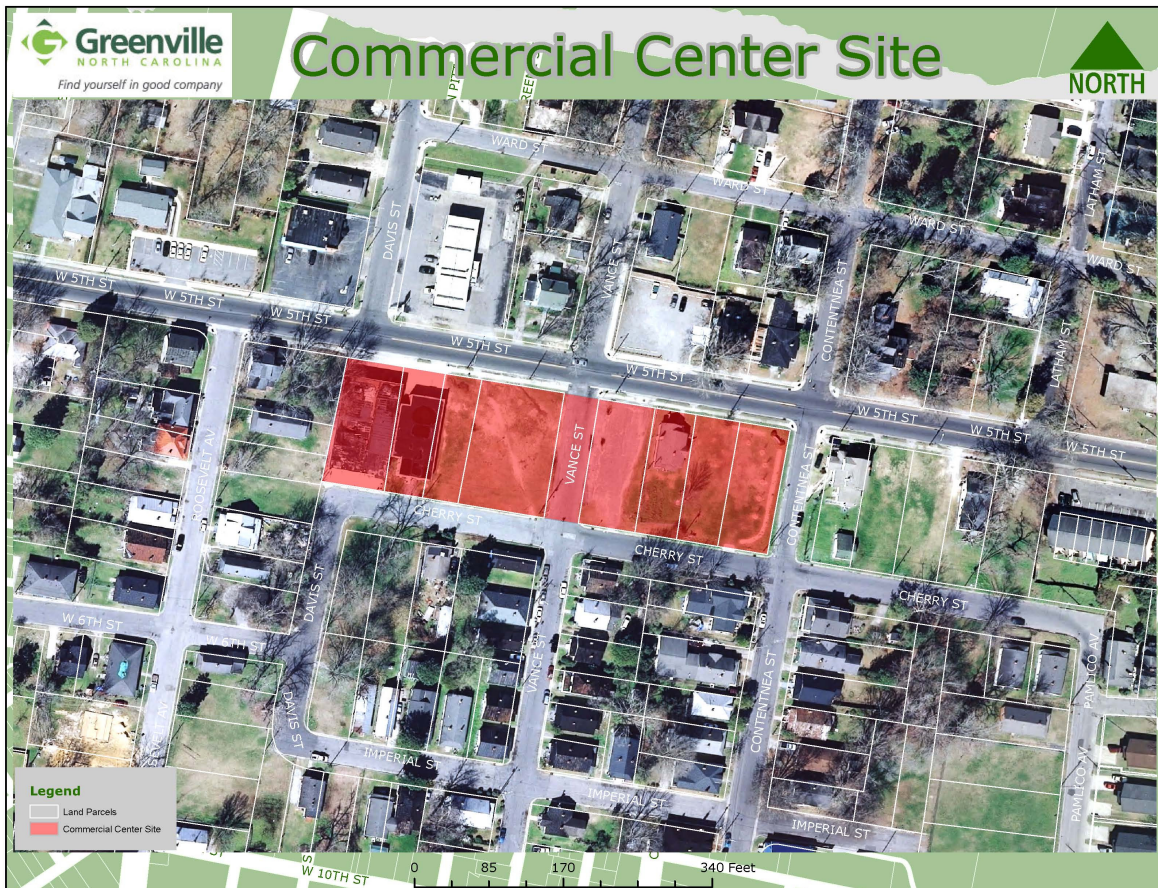 Greenville
NORTH CAROLINA
Find yourself in good company
Commercial Center Site
NORTH
WARD ST
WARD ST
WARD ST
WARD ST
LATHAM ST
DAVIS ST
VANCE ST
CONTENTNEA ST
LATHAM ST
W 5TH ST
W 5TH ST
W 5TH ST
W 5TH ST
W 5TH ST
W 5TH ST
W 5TH ST
W 5TH ST
ROOSEVELT AV
VANCE ST
CONTENTNEA ST
CHERRY ST
CHERRY ST
CHERRY ST
DAVIS ST
W 6TH ST
W 6TH ST
VANCE ST
CONTENTNEA ST
PAMLICO AV
DAVIS ST
IMPERIAL ST
IMPERIAL ST
IMPERIAL ST
PAMLICO AV
Legend
Land Parcels
Commercial Center Site
W 10TH ST
0 85 170 340 Feet